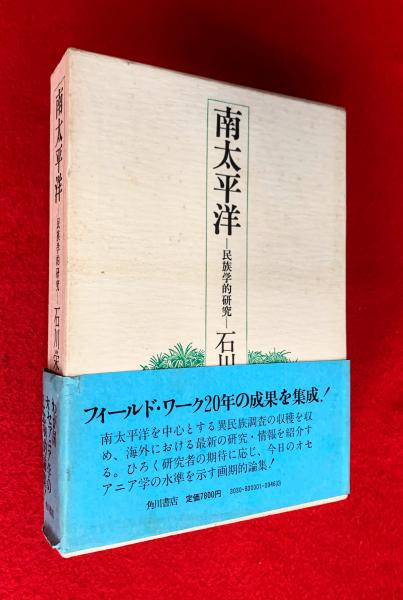 南太平洋
―民族学的研究―
石川
フィールド・ワーク20年の成果を集成！
南太平洋を中心とする異民族調査の収穫を収
め、海外における最新の研究・情報を紹介す
る。ひろく研究者の期待に応じ、今日のオセ
アニア学の水準を示す画期的論集！
角川書店 定価7800円 3030-800001-0946(0)
南太平洋
―民族学的研究―
石川栄